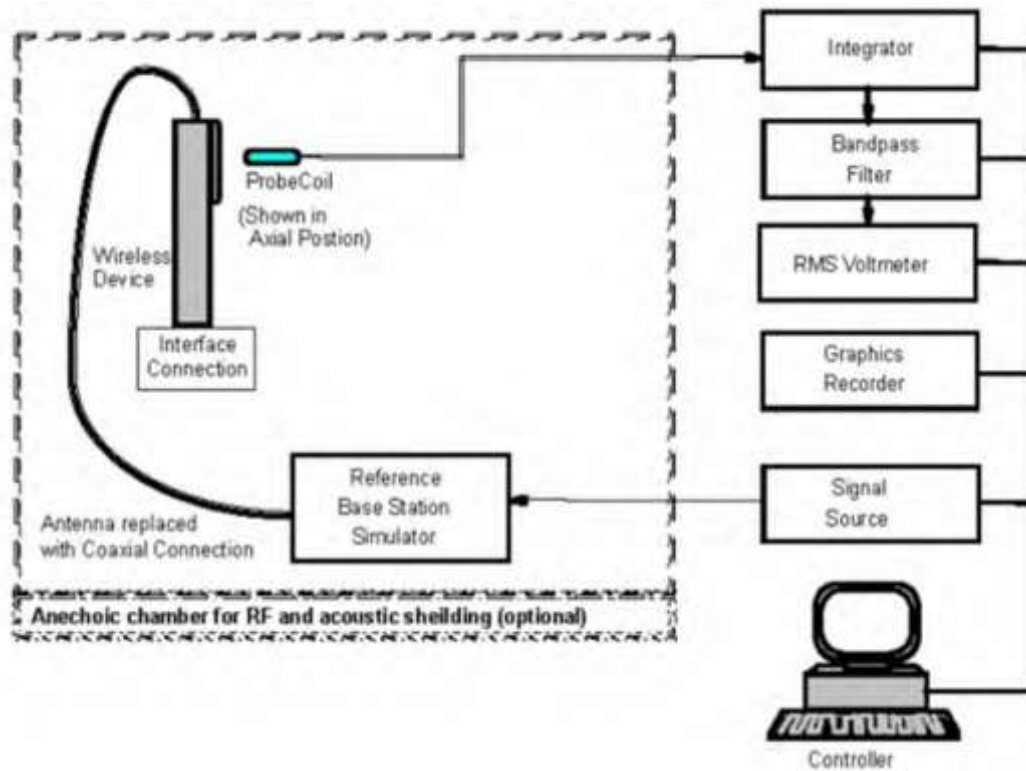 Integrator
Bandpass
Filter
RMS Voltmeter
Graphics
Recorder
Signal
Source
Controller
ProbeCoil
(Shown in
Axial Postion)
Wireless
Device
Interface
Connection
Reference
Base Station
Simulator
Antenna replaced
with Coaxial Connection
Anechoic chamber for RF and acoustic sheilding (optional)